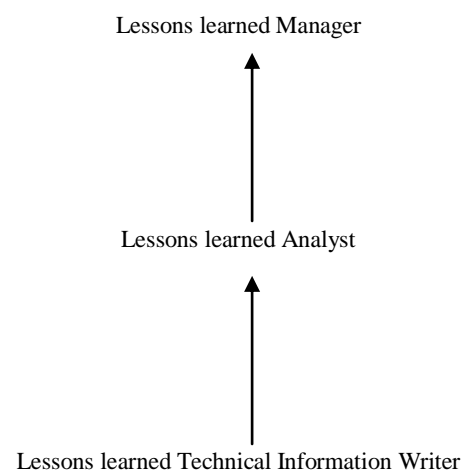 Lessons learned Manager
Lessons learned Analyst
Lessons learned Technical Information Writer